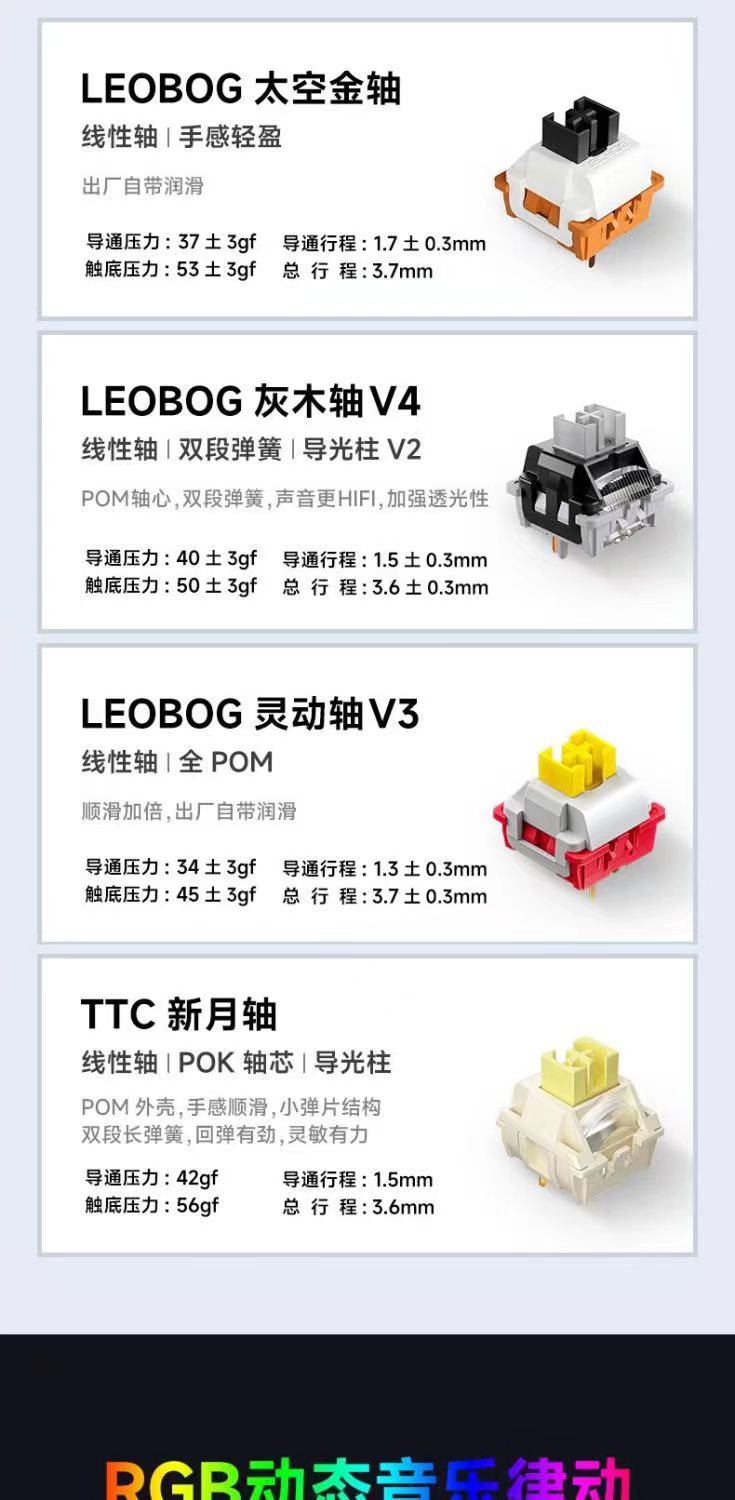 LEOBOG 太空金轴
线性轴 | 手感轻盈
出厂自带润滑
导通压力：37 土 3gf 导通行程：1.7 土 0.3mm
触底压力：53 土 3gf 总 行 程：3.7mm
LEOBOG 灰木轴V4
线性轴 | 双段弹簧 | 导光柱 V2
POM轴心,双段弹簧,声音更HIFI,加强透光性
导通压力：40 土 3gf 导通行程：1.5 土 0.3mm
触底压力：50 土 3gf 总 行 程：3.6 土 0.3mm
LEOBOG 灵动轴V3
线性轴 | 全 POM
顺滑加倍,出厂自带润滑
导通压力：34 土 3gf 导通行程：1.3 土 0.3mm
触底压力：45 土 3gf 总 行 程：3.7 土 0.3mm
TTC 新月轴
线性轴 | POK 轴芯 | 导光柱
POM 外壳,手感顺滑,小弹片结构
双段长弹簧,回弹有劲,灵敏有力
导通压力：42gf 导通行程：1.5mm
触底压力：56gf 总 行 程：3.6mm
RGB动态音乐律动